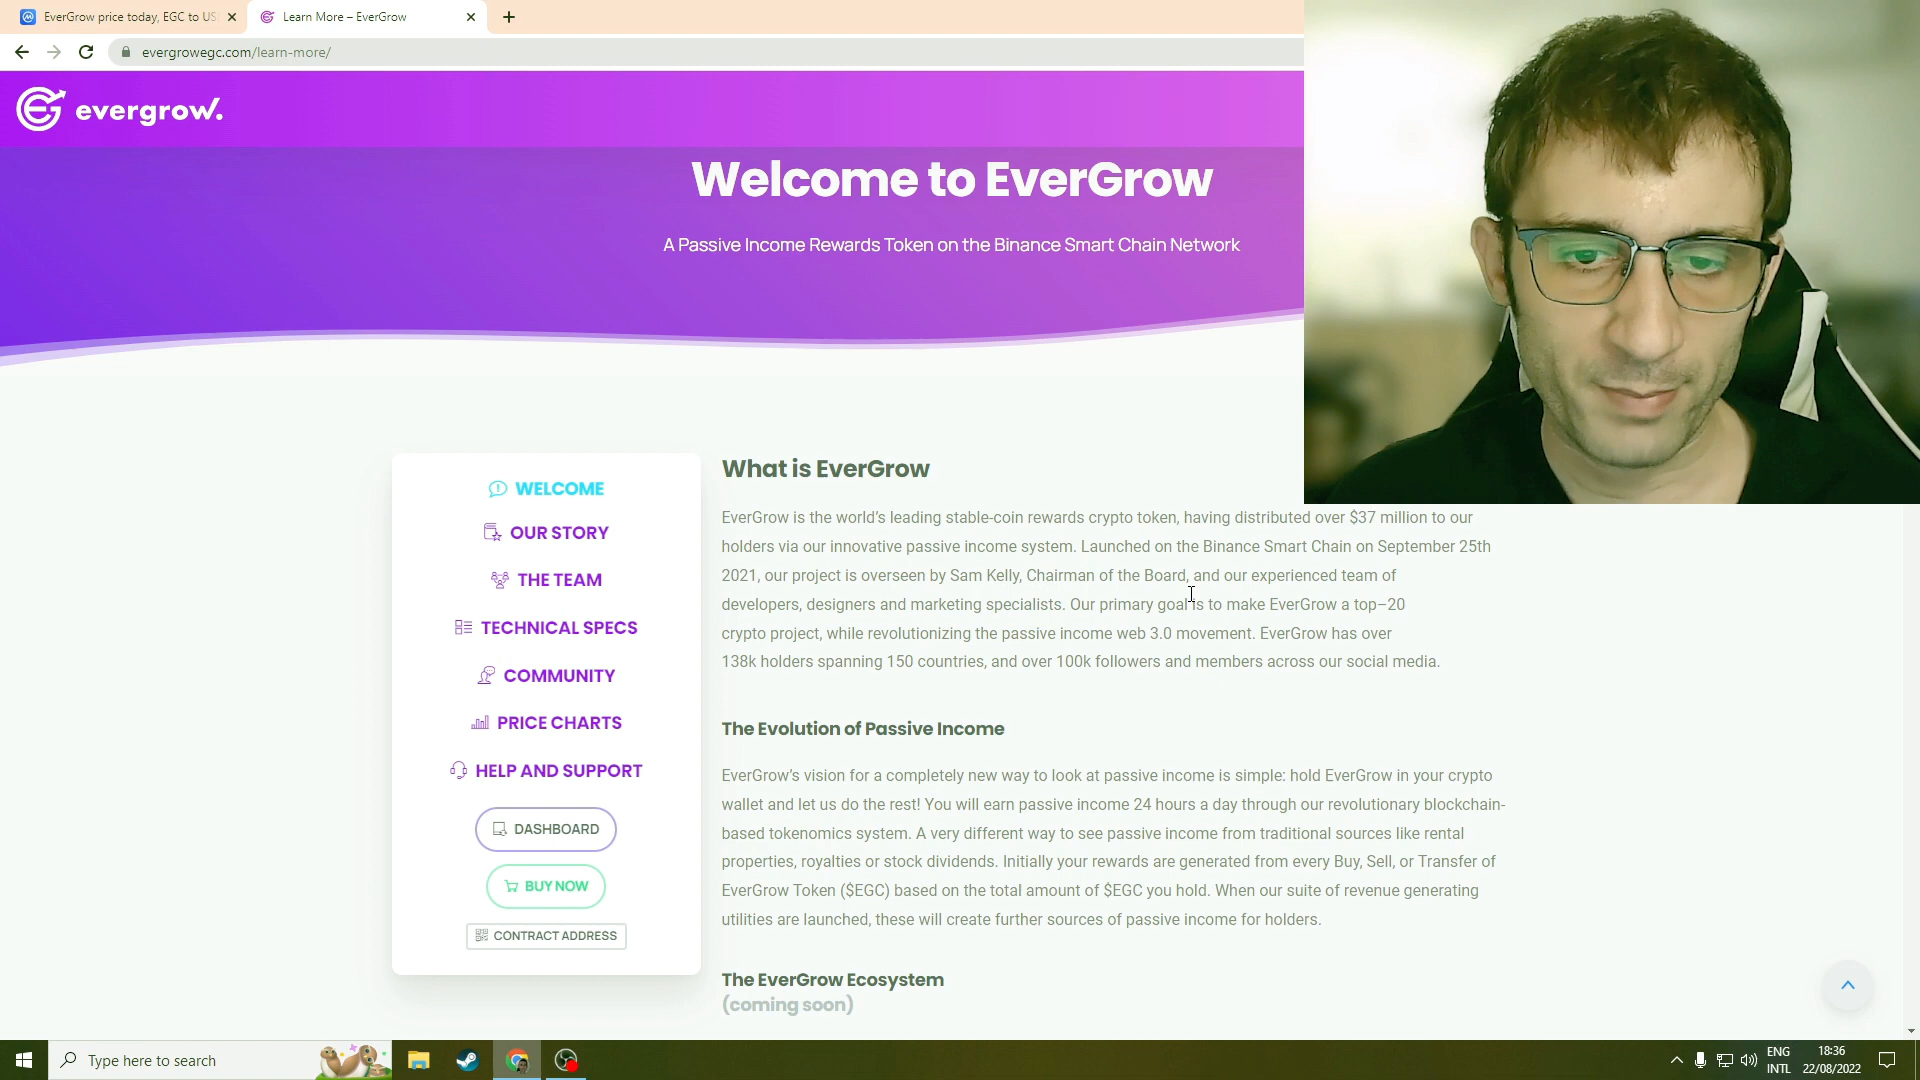 EverGrow price today, EGC to US
Learn More – EverGrow
evergrowegc.com/learn-more/
evergrow.
Welcome to EverGrow
A Passive Income Rewards Token on the Binance Smart Chain Network
WELCOME
OUR STORY
THE TEAM
TECHNICAL SPECS
COMMUNITY
PRICE CHARTS
HELP AND SUPPORT
DASHBOARD
BUY NOW
CONTRACT ADDRESS
What is EverGrow
EverGrow is the world’s leading stable-coin rewards crypto token, having distributed over $37 million to our
holders via our innovative passive income system. Launched on the Binance Smart Chain on September 25th
2021, our project is overseen by Sam Kelly, Chairman of the Board, and our experienced team of
developers, designers and marketing specialists. Our primary goal is to make EverGrow a top–20
crypto project, while revolutionizing the passive income web 3.0 movement. EverGrow has over
138k holders spanning 150 countries, and over 100k followers and members across our social media.
The Evolution of Passive Income
EverGrow’s vision for a completely new way to look at passive income is simple: hold EverGrow in your crypto
wallet and let us do the rest! You will earn passive income 24 hours a day through our revolutionary blockchain-
based tokenomics system. A very different way to see passive income from traditional sources like rental
properties, royalties or stock dividends. Initially your rewards are generated from every Buy, Sell, or Transfer of
EverGrow Token ($EGC) based on the total amount of $EGC you hold. When our suite of revenue generating
utilities are launched, these will create further sources of passive income for holders.
The EverGrow Ecosystem
(coming soon)
Type here to search
ENG
INTL
18:36
22/08/2022